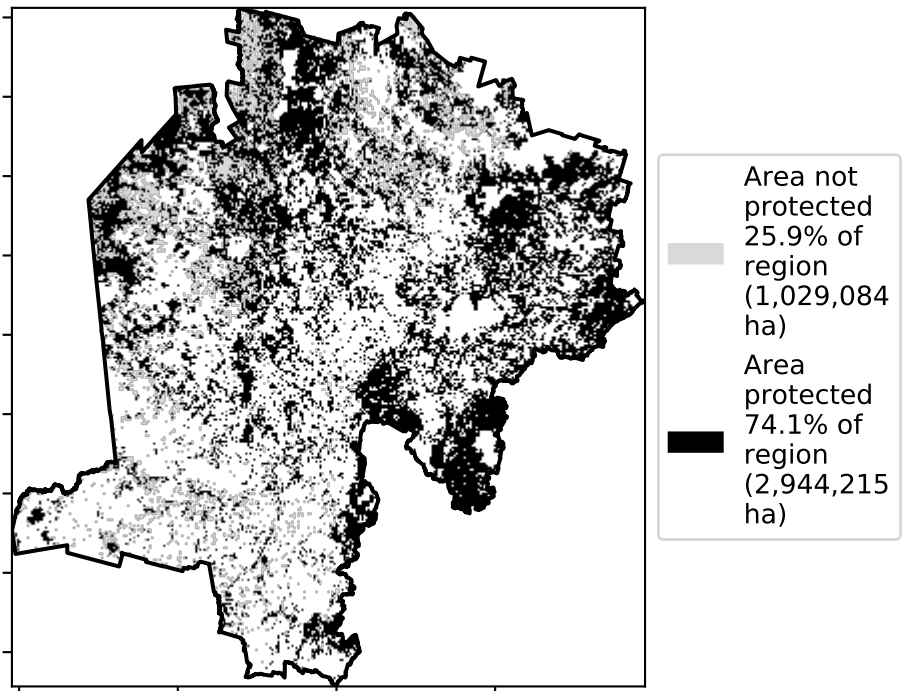 Area not
protected
25.9% of
region
(1,029,084
ha)
Area
protected
74.1% of
region
(2,944,215
ha)